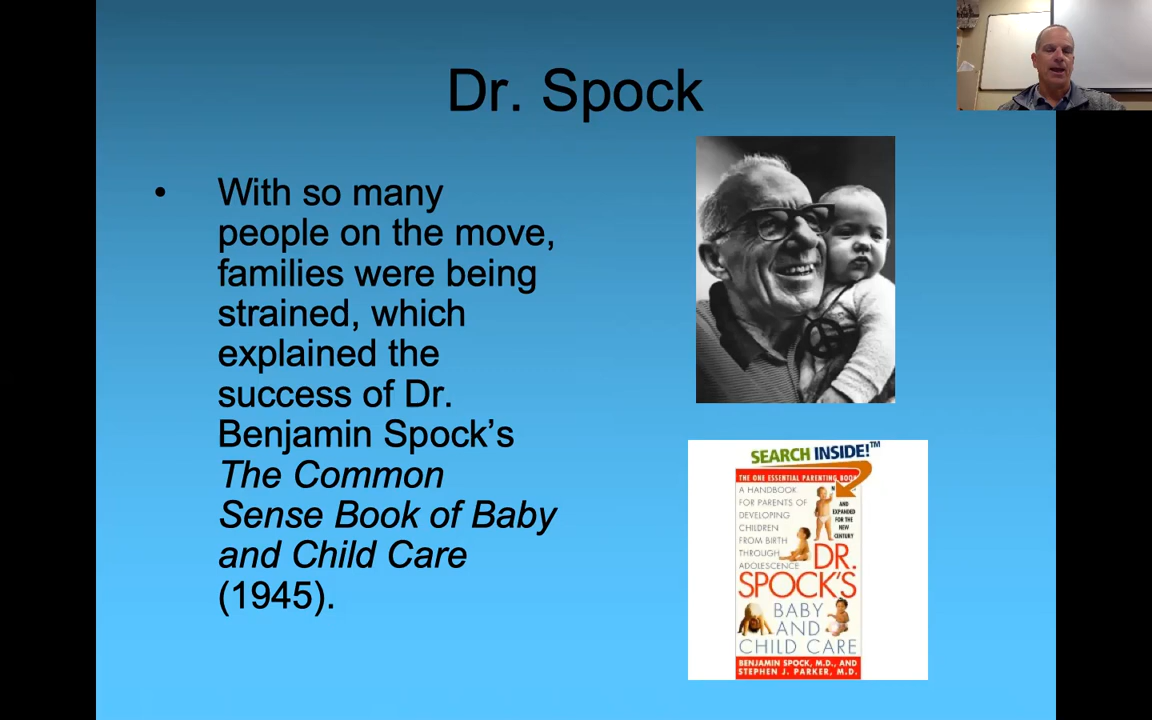 Dr. Spock
• With so many
people on the move,
families were being
strained, which
explained the
success of Dr.
Benjamin Spock’s
The Common
Sense Book of Baby
and Child Care
(1945).
SEARCH INSIDE!™
THE ONE ESSENTIAL PARENTING BOOK
A HANDBOOK
FOR PARENTS OF
DEVELOPING
CHILDREN
FROM BIRTH
THROUGH
ADOLESCENCE
AND
EXPANDED
FOR THE
NEW
CENTURY
DR.
SPOCK'S
BABY
AND
CHILD CARE
BENJAMIN SPOCK, M.D., AND
STEPHEN J. PARKER, M.D.